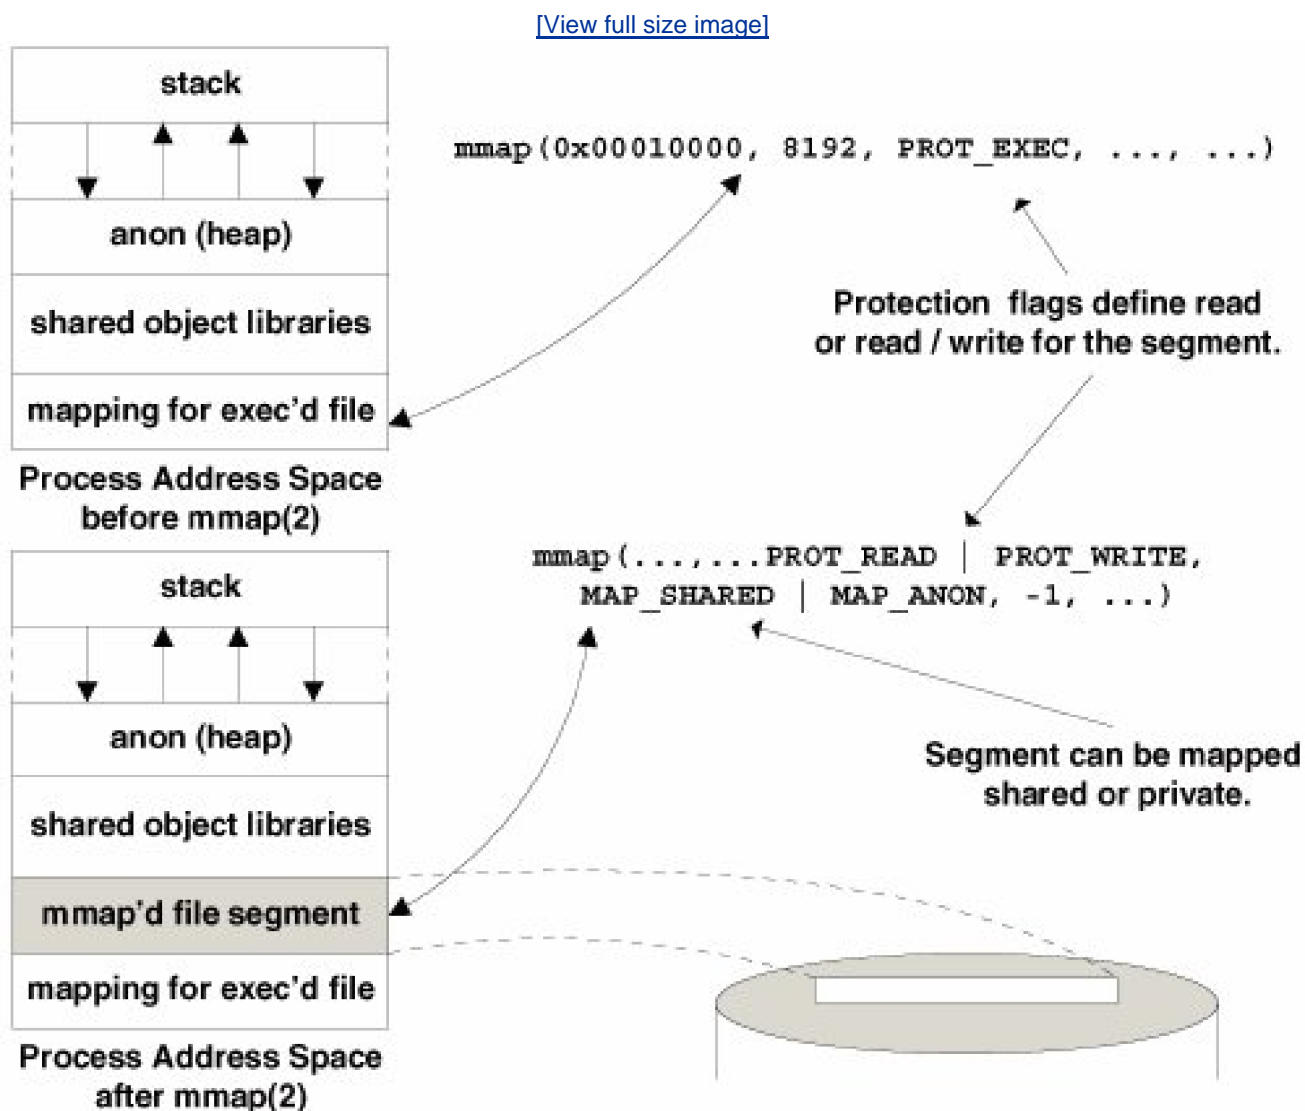 [View full size image]
stack
anon (heap)
shared object libraries
mapping for exec'd file
Process Address Space
before mmap(2)
mmap(0x00010000, 8192, PROT_EXEC, ..., ...)
Protection flags define read
or read / write for the segment.
mmap(...,...PROT_READ | PROT_WRITE,
MAP_SHARED | MAP_ANON, -1, ...)
Segment can be mapped
shared or private.
stack
anon (heap)
shared object libraries
mmap'd file segment
mapping for exec'd file
Process Address Space
after mmap(2)